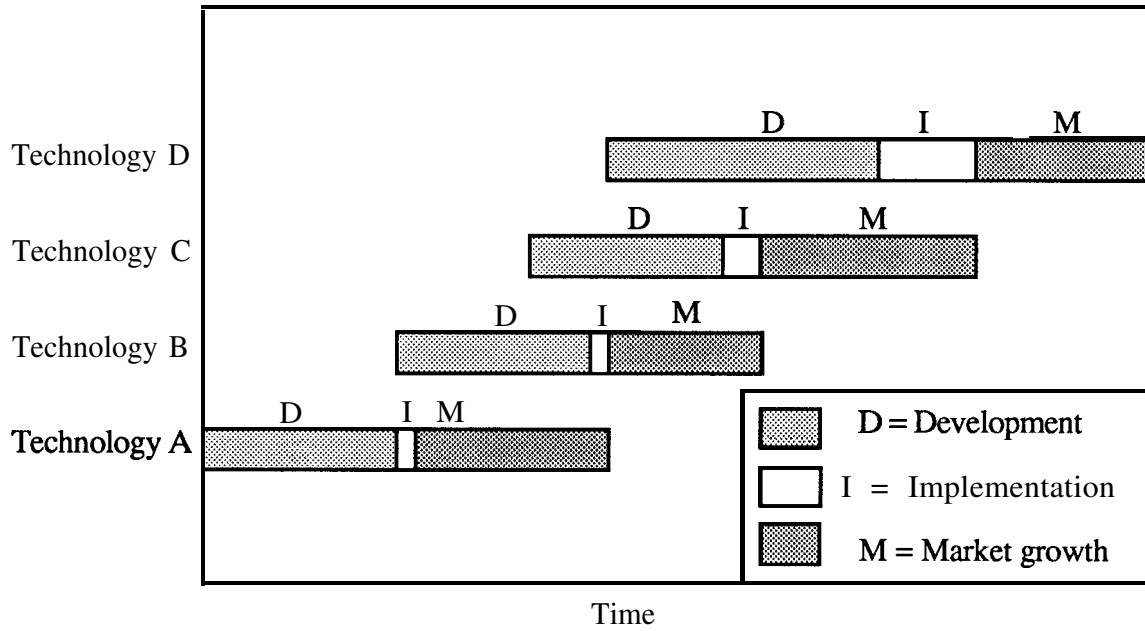 D I M
Technology D
D I M
Technology C
D I M
Technology B
D I M
Technology A
D = Development
I = Implementation
M = Market growth
Time